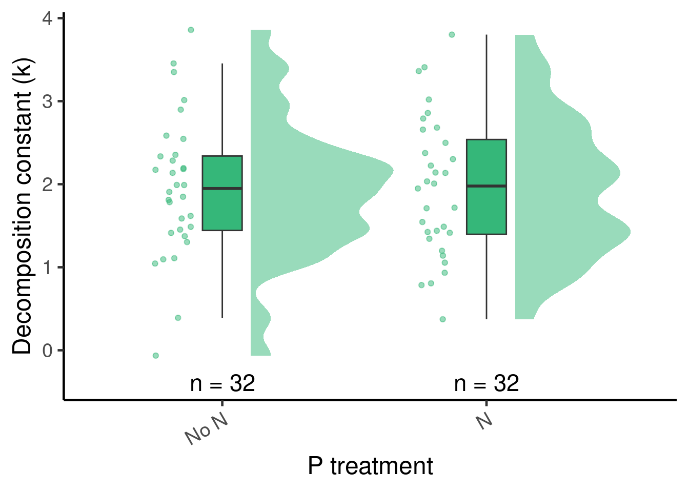 Decomposition constant (k)
4
3
2
1
0
n = 32
n = 32
No N
N
P treatment